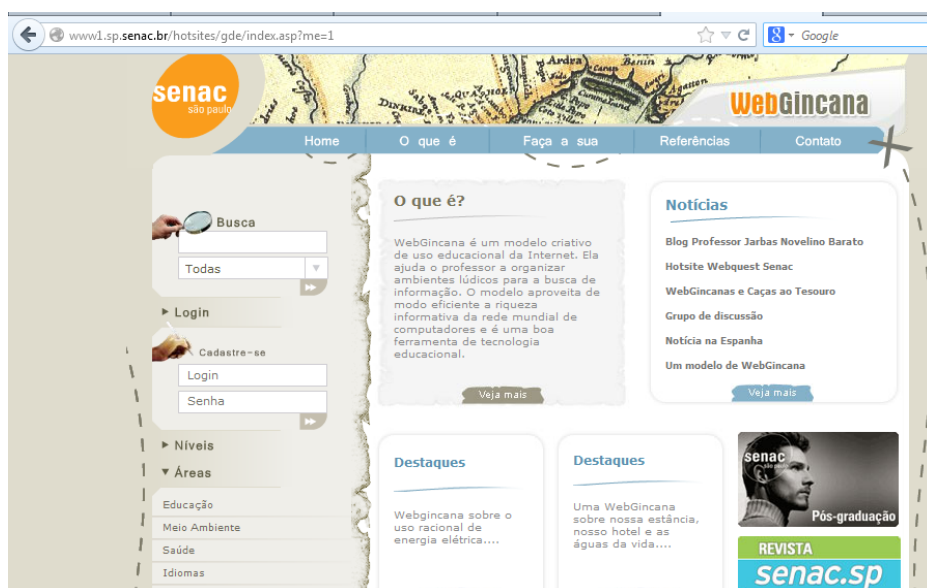 www1.sp.senac.br/hotsites/gde/index.asp?me=1
Google
senac
são paulo
WebGincana
Home
O que é
Faça a sua
Referências
Contato
Busca
Todas
Login
Cadastre-se
Login
Senha
Níveis
Áreas
Educação
Meio Ambiente
Saúde
Idiomas
O que é?
WebGincana é um modelo criativo
de uso educacional da Internet. Ela
ajuda o professor a organizar
ambientes lúdicos para a busca de
informação. O modelo aproveita de
modo eficiente a riqueza
informativa da rede mundial de
computadores e é uma boa
ferramenta de tecnologia
educacional.
Veja mais
Notícias
Blog Professor Jarbas Novelino Barato
Hotsite Webquest Senac
WebGincanas e Caças ao Tesouro
Grupo de discussão
Notícia na Espanha
Um modelo de WebGincana
Veja mais
Destaques
Webgincana sobre o
uso racional de
energia elétrica....
Destaques
Uma WebGincana
sobre nossa estância,
nosso hotel e as
águas da vida....
senac
são paulo
Pós-graduação
REVISTA
senac.sp